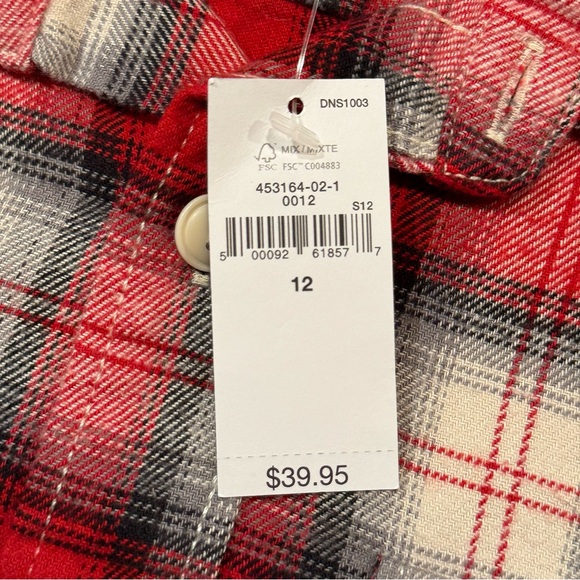 DNS1003
MIX / MIXTE
FSC FSC™ C004883
453164-02-1
0012
S12
5 00092 61857 7
12
$39.95